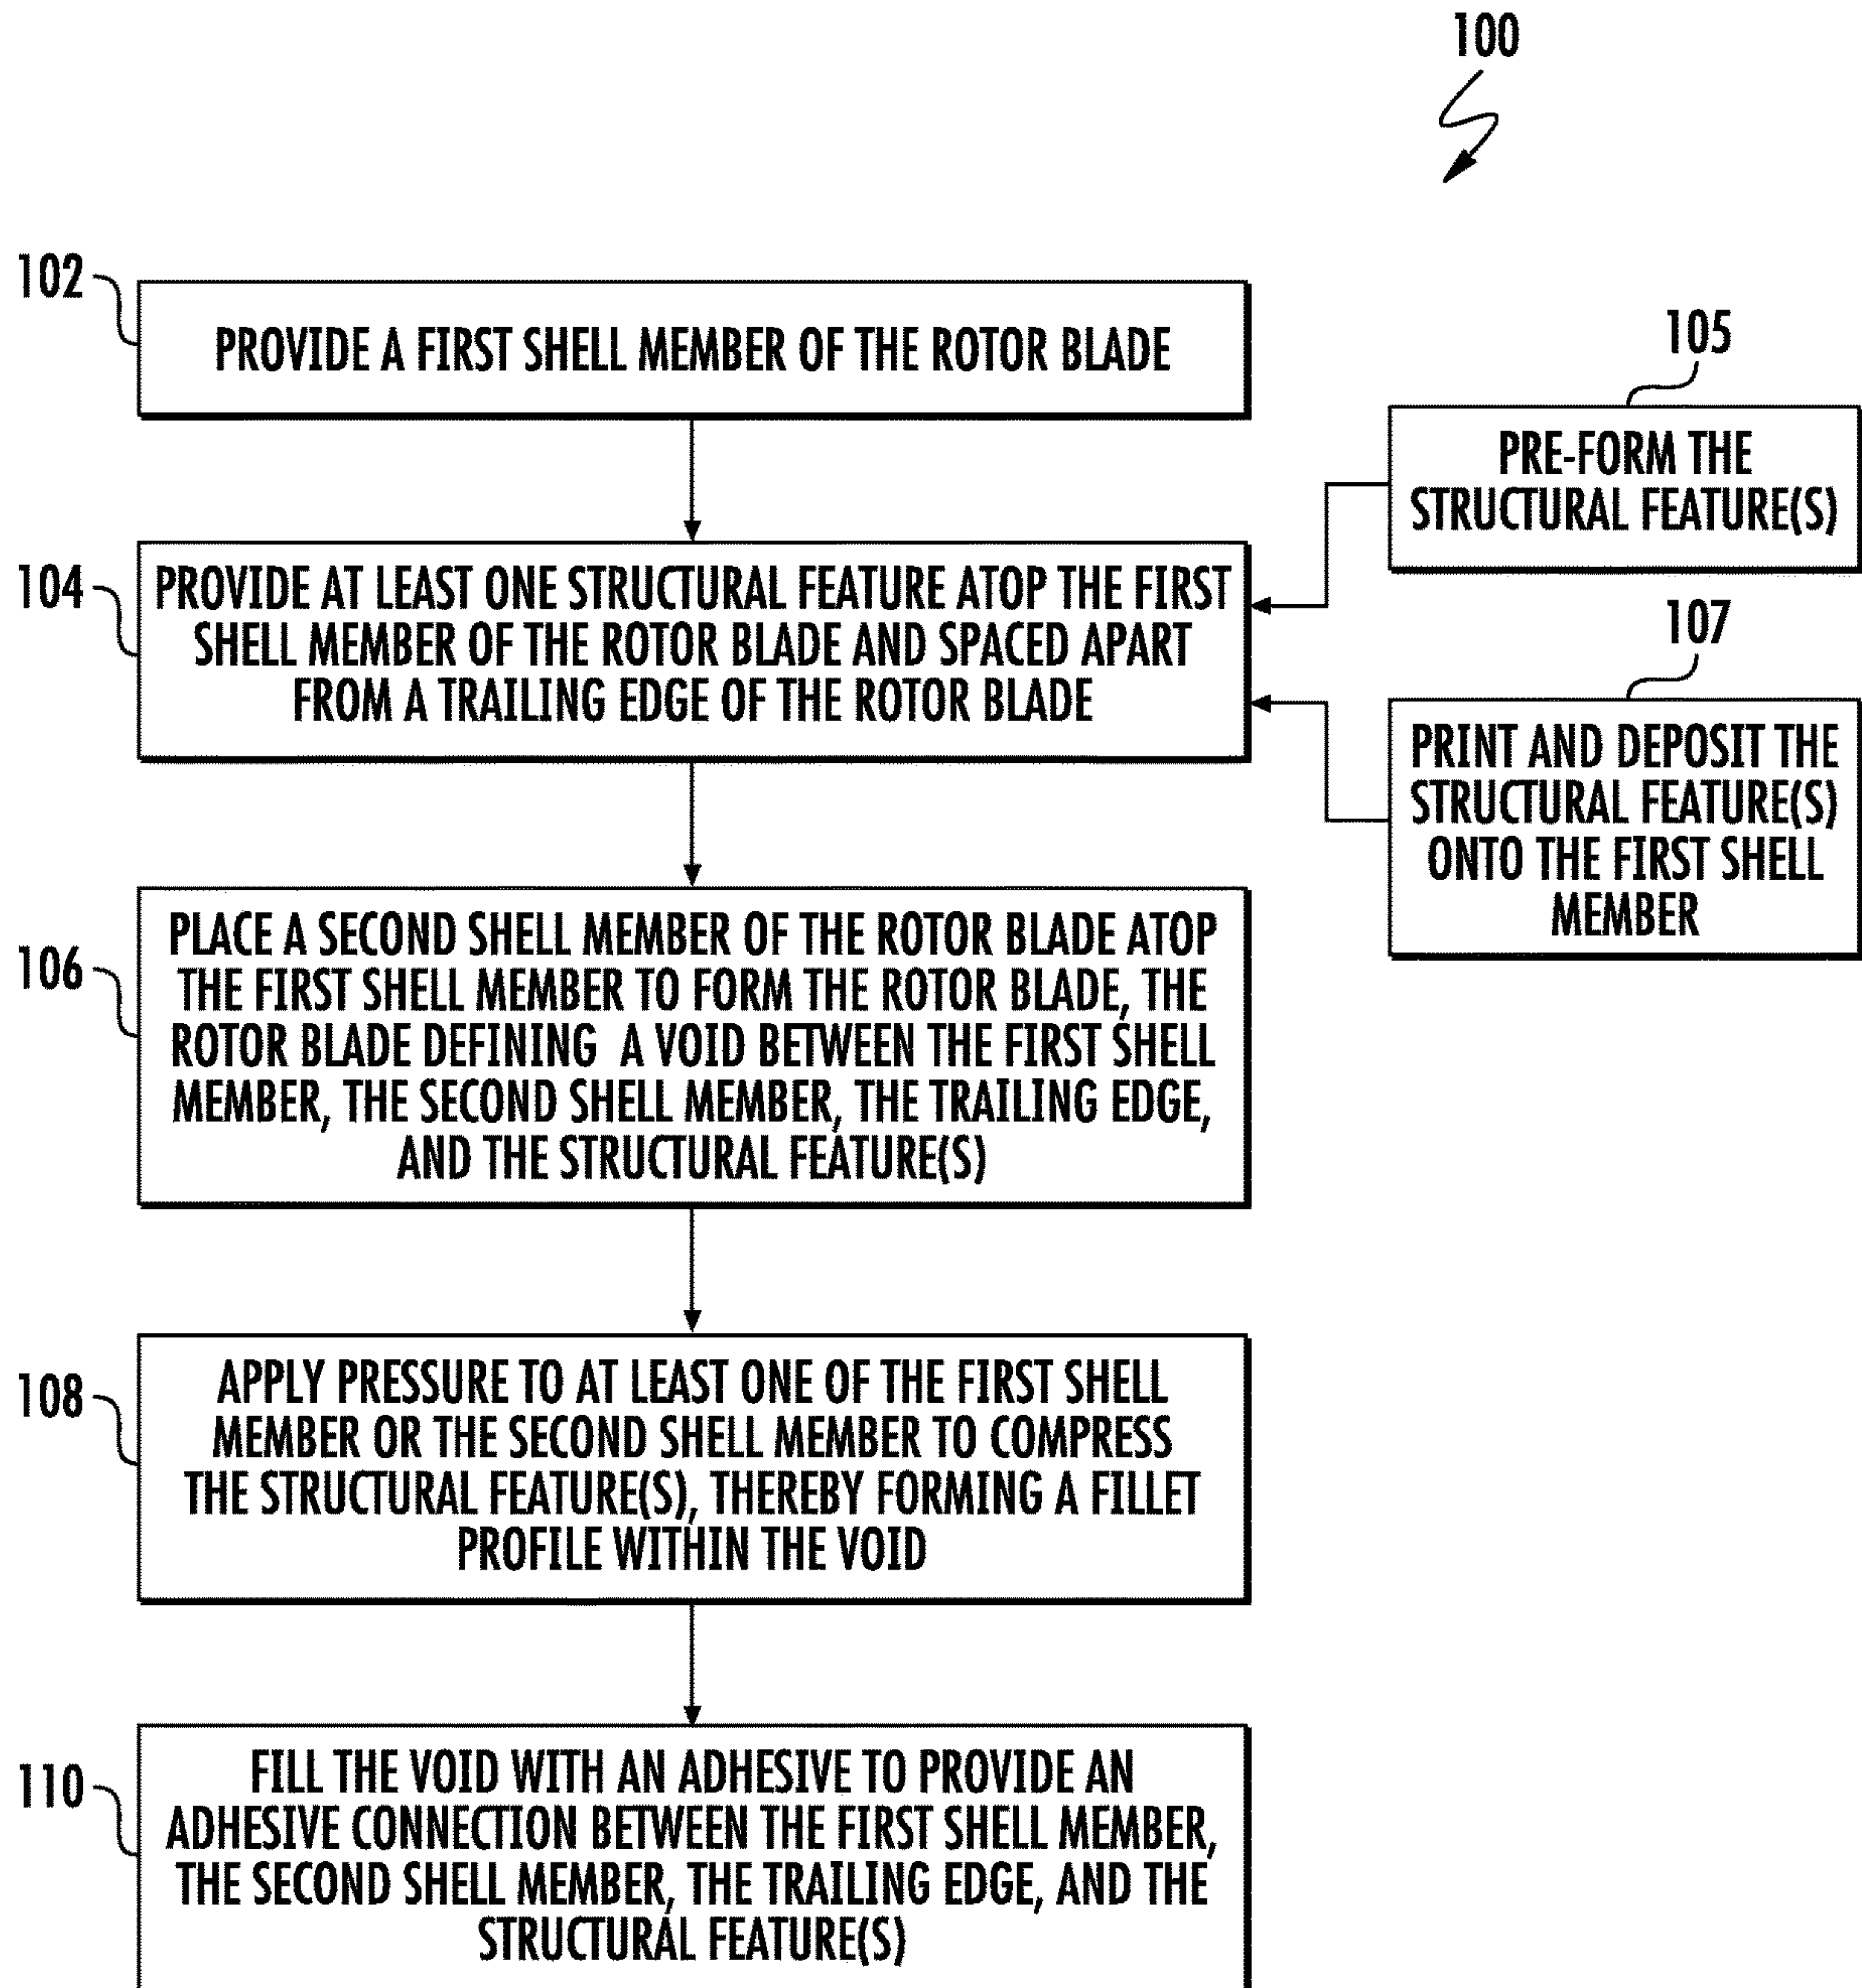 100
102
PROVIDE A FIRST SHELL MEMBER OF THE ROTOR BLADE
104
PROVIDE AT LEAST ONE STRUCTURAL FEATURE ATOP THE FIRST
SHELL MEMBER OF THE ROTOR BLADE AND SPACED APART
FROM A TRAILING EDGE OF THE ROTOR BLADE
105
PRE-FORM THE
STRUCTURAL FEATURE(S)
107
PRINT AND DEPOSIT THE
STRUCTURAL FEATURE(S)
ONTO THE FIRST SHELL
MEMBER
106
PLACE A SECOND SHELL MEMBER OF THE ROTOR BLADE ATOP
THE FIRST SHELL MEMBER TO FORM THE ROTOR BLADE, THE
ROTOR BLADE DEFINING A VOID BETWEEN THE FIRST SHELL
MEMBER, THE SECOND SHELL MEMBER, THE TRAILING EDGE,
AND THE STRUCTURAL FEATURE(S)
108
APPLY PRESSURE TO AT LEAST ONE OF THE FIRST SHELL
MEMBER OR THE SECOND SHELL MEMBER TO COMPRESS
THE STRUCTURAL FEATURE(S), THEREBY FORMING A FILLET
PROFILE WITHIN THE VOID
110
FILL THE VOID WITH AN ADHESIVE TO PROVIDE AN
ADHESIVE CONNECTION BETWEEN THE FIRST SHELL MEMBER,
THE SECOND SHELL MEMBER, THE TRAILING EDGE, AND THE
STRUCTURAL FEATURE(S)